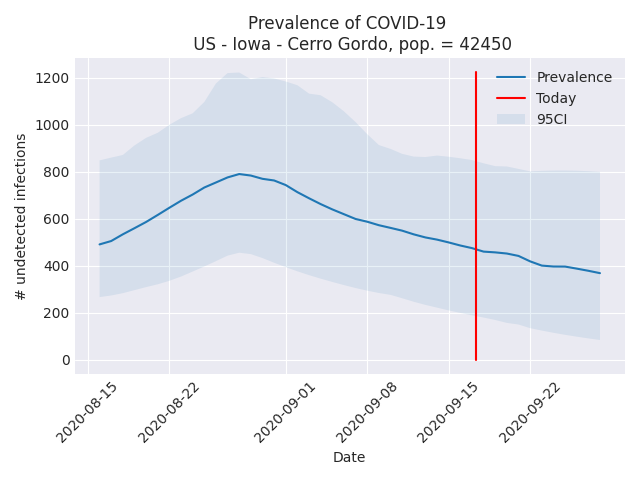 Prevalence of COVID-19
US - Iowa - Cerro Gordo, pop. = 42450
Prevalence
Today
95CI
# undetected infections
1200
1000
800
600
400
200
0
2020-08-15
2020-08-22
2020-09-01
2020-09-08
2020-09-15
2020-09-22
Date